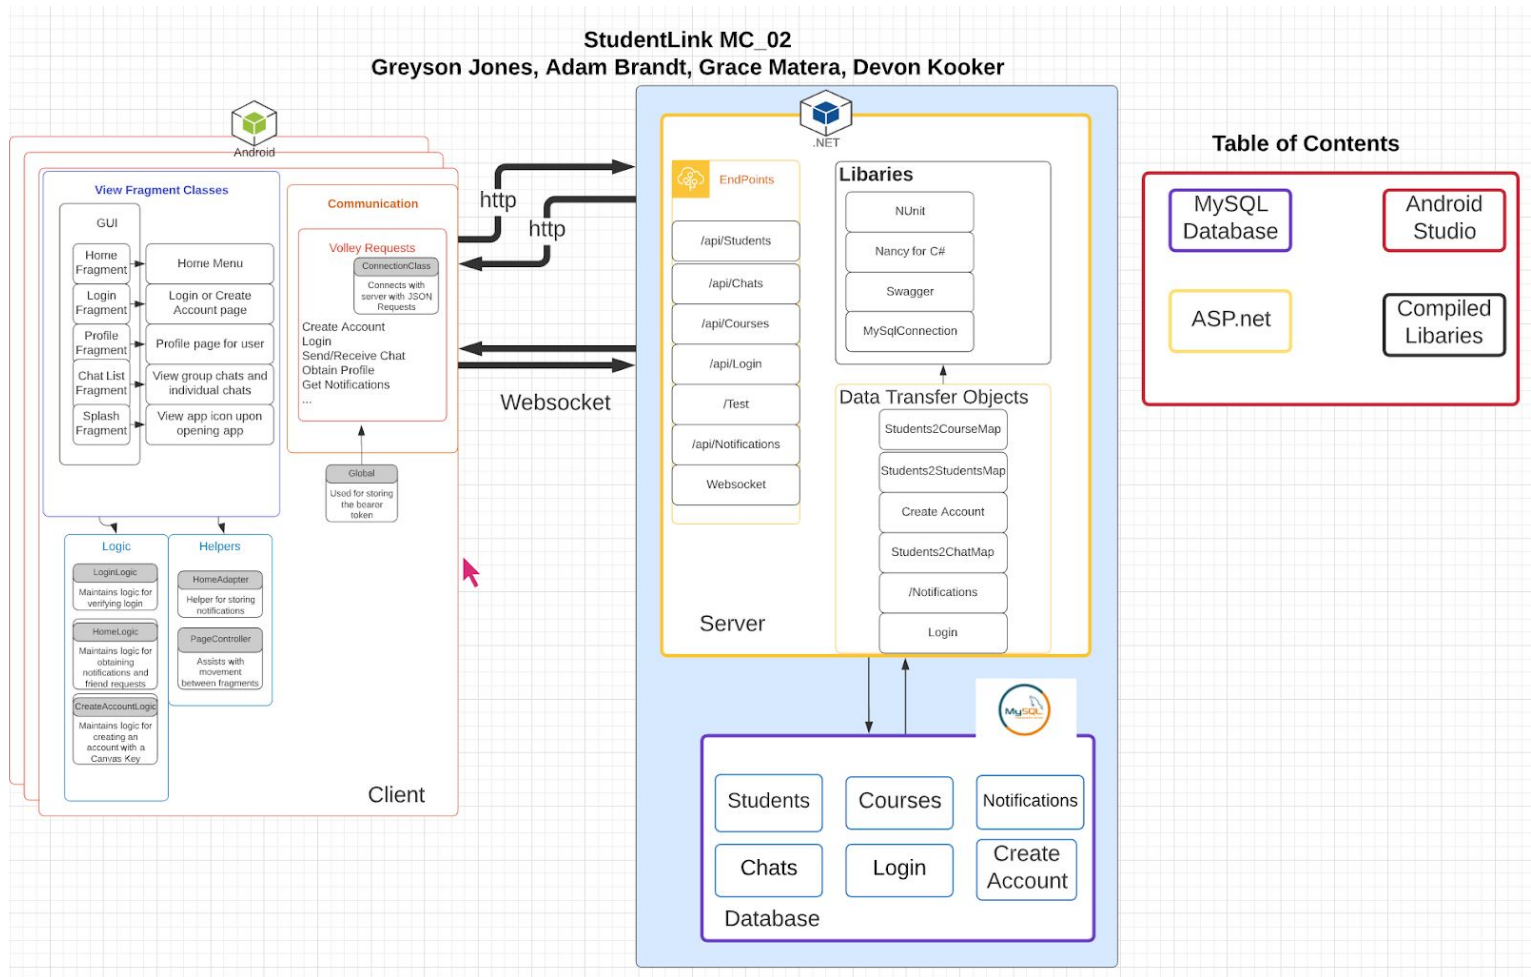 StudentLink MC_02
Greyson Jones, Adam Brandt, Grace Matera, Devon Kooker
Android
View Fragment Classes
GUI
Home
Fragment
Home Menu
Login
Fragment
Login or Create
Account page
Profile
Fragment
Profile page for user
Chat List
Fragment
View group chats and
individual chats
Splash
Fragment
View app icon upon
opening app
Communication
Volley Requests
ConnectionClass
Connects with
server with JSON
Requests
Create Account
Login
Send/Receive Chat
Obtain Profile
Get Notifications
...
Global
Used for storing
the bearer
token
Logic
LoginLogic
Maintains logic for
verifying login
HomeLogic
Maintains logic for
obtaining
notifications and
friend requests
CreateAccountLogic
Maintains logic for
creating an
account with a
Canvas Key
Helpers
HomeAdapter
Helper for storing
notifications
PageController
Assists with
movement
between fragments
Client
http
http
Websocket
.NET
EndPoints
/api/Students
/api/Chats
/api/Courses
/api/Login
/Test
/api/Notifications
Websocket
Libaries
NUnit
Nancy for C#
Swagger
MySqlConnection
Data Transfer Objects
Students2CourseMap
Students2StudentsMap
Create Account
Students2ChatMap
/Notifications
Login
Server
MySQL
Students
Courses
Notifications
Chats
Login
Create
Account
Database
Table of Contents
MySQL
Database
Android
Studio
ASP.net
Compiled
Libaries